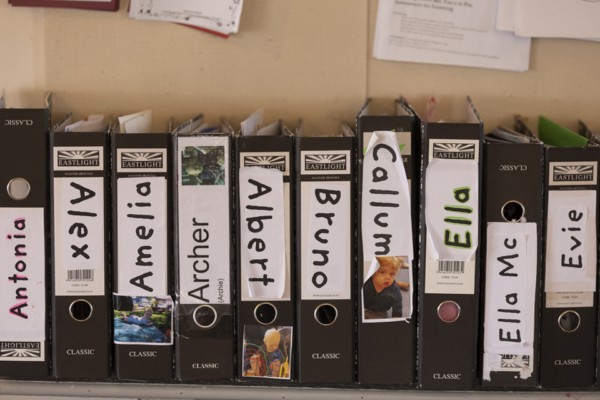 CLASSIC
Antonia
EASTLIGHT
EASTLIGHT
Alex
CLASSIC
EASTLIGHT
Amelia
CLASSIC
Archer
(Archie)
CLASSIC
EASTLIGHT
Albert
CLASSIC
EASTLIGHT
Bruno
CLASSIC
Callum
EASTLIGHT
Ella
CLASSIC
CLASSIC
Ella Mc
EASTLIGHT
Evie
CLASSIC